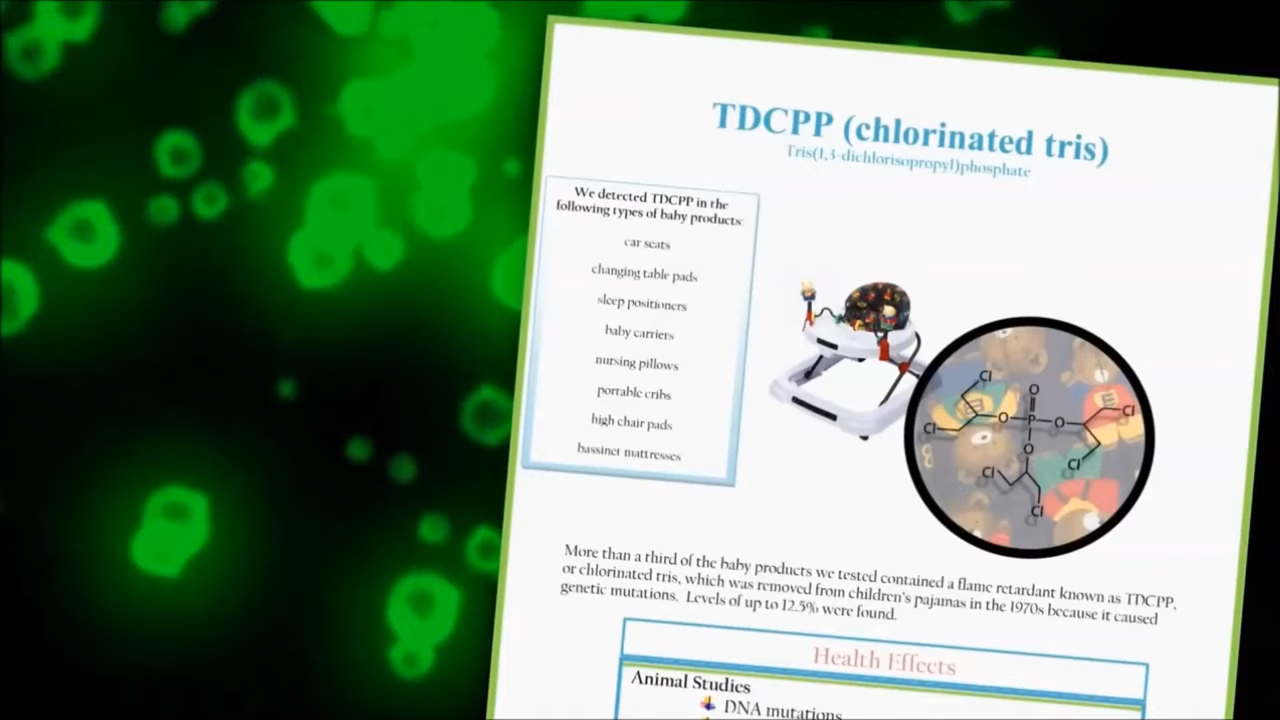 TDCPP (chlorinated tris)
Tris(1,3-dichlorisopropyl)phosphate
We detected TDCPP in the
following types of baby products:
car seats
changing table pads
sleep positioners
baby carriers
nursing pillows
portable cribs
high chair pads
bassinet mattresses
Cl
O
Cl
Cl
O
P
O
O
Cl
Cl
Cl
More than a third of the baby products we tested contained a flame retardant known as TDCPP,
or chlorinated tris, which was removed from children's pajamas in the 1970s because it caused
genetic mutations. Levels of up to 12.5% were found.
Health Effects
Animal Studies
DNA mutations